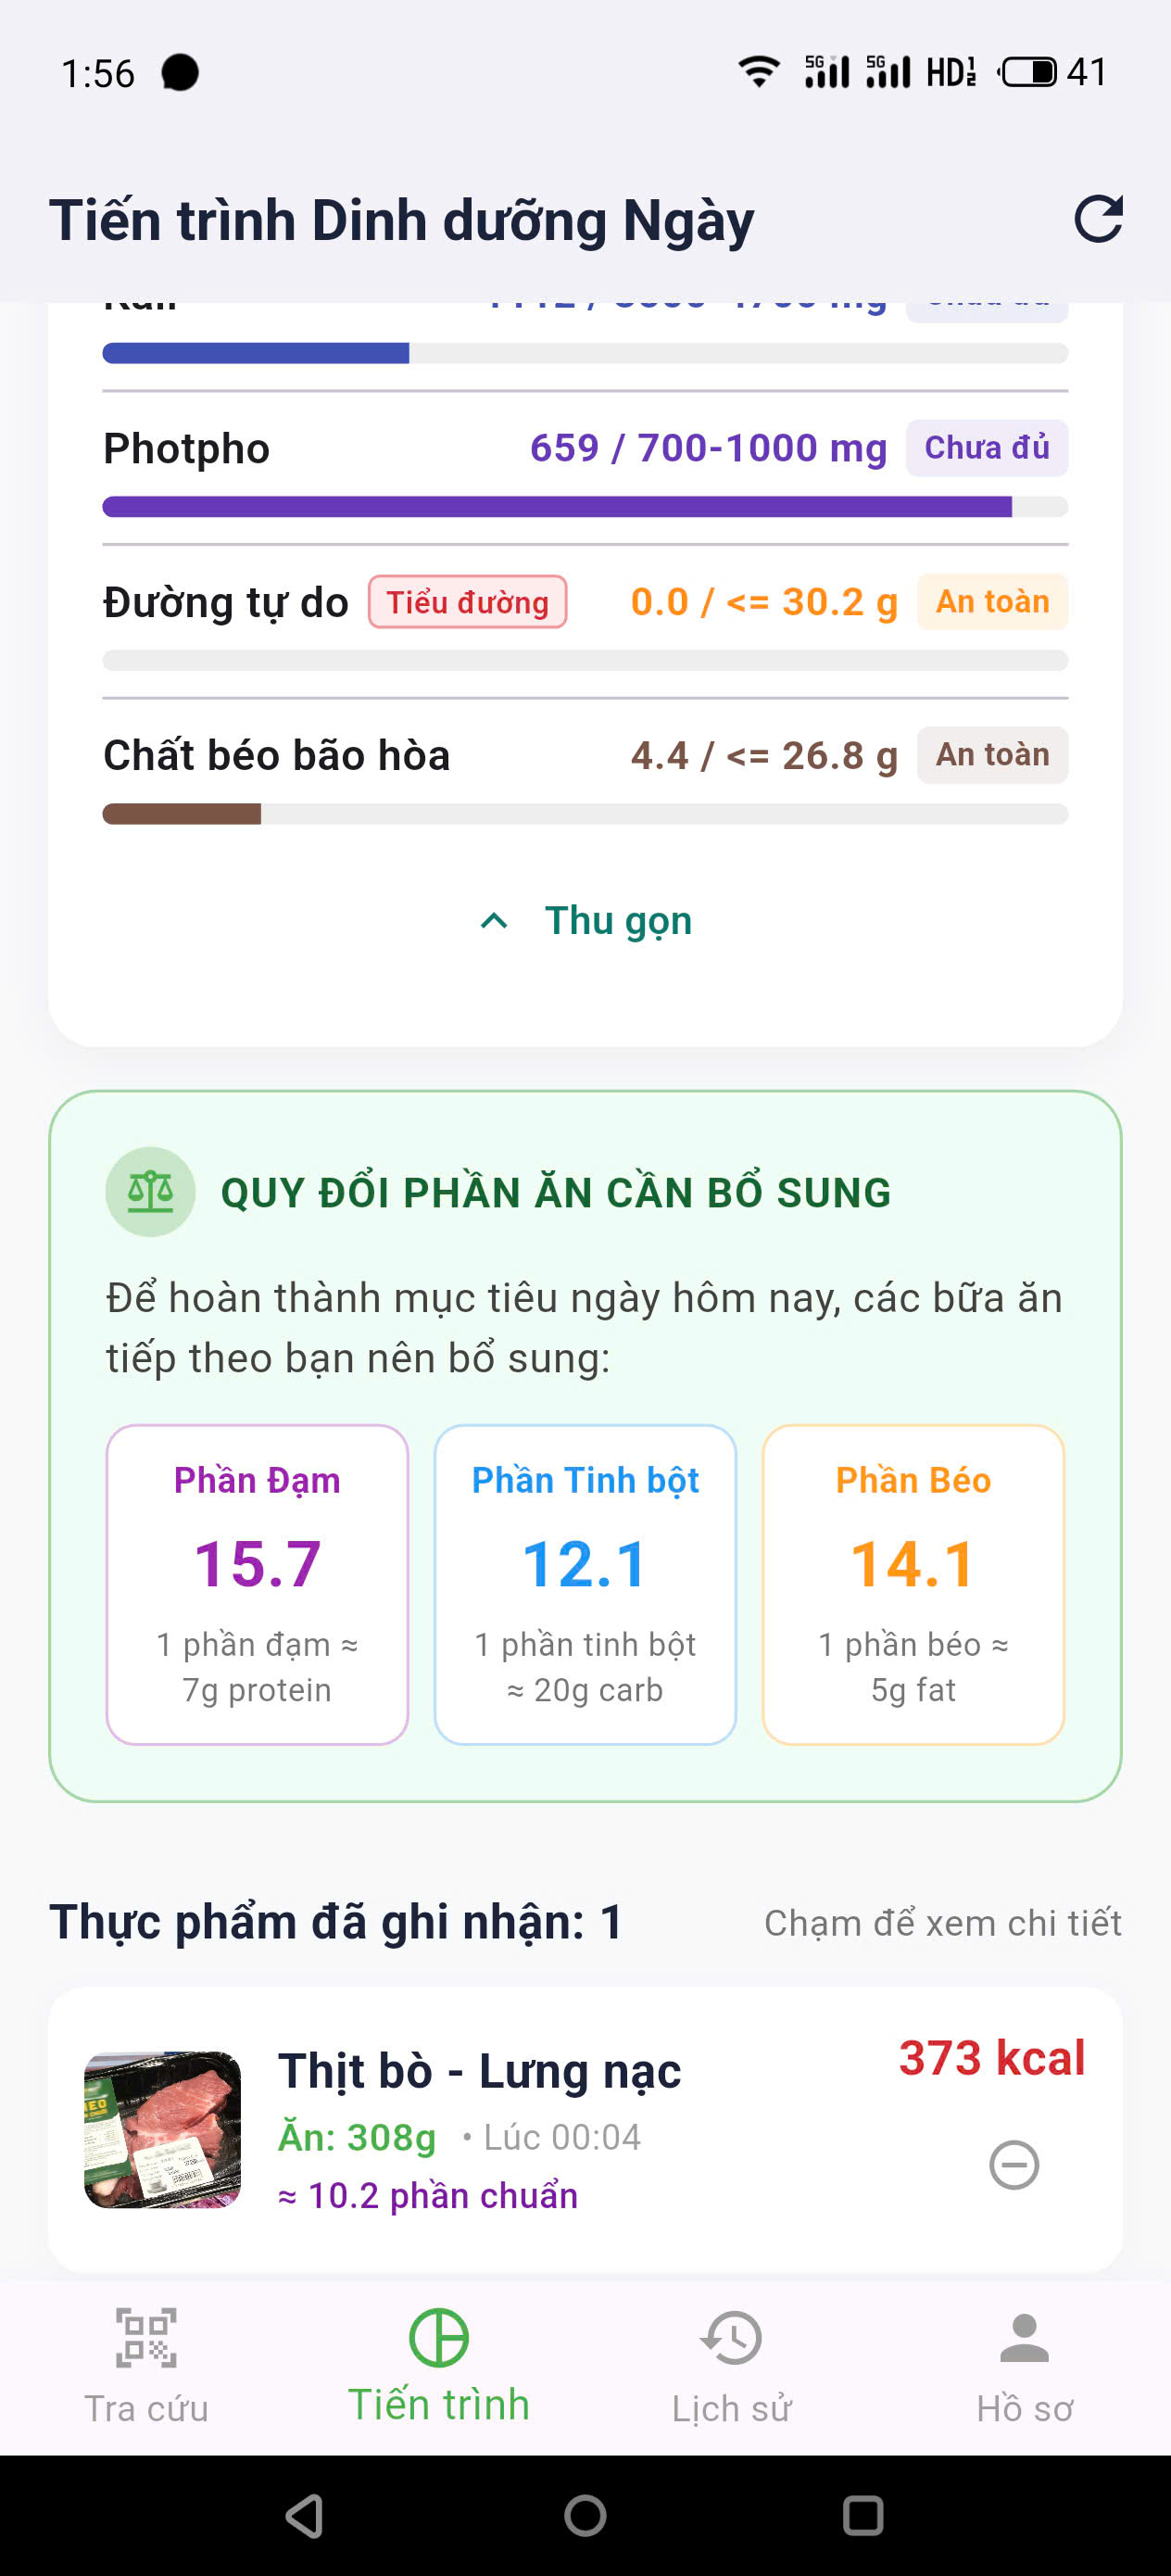 1:56
5G 5G HD 1 2 41
Tiến trình Dinh dưỡng Ngày
Photpho 659 / 700-1000 mg Chưa đủ
Đường tự do Tiểu đường 0.0 / <= 30.2 g An toàn
Chất béo bão hòa 4.4 / <= 26.8 g An toàn
Thu gọn
QUY ĐỔI PHẦN ĂN CẦN BỔ SUNG
Để hoàn thành mục tiêu ngày hôm nay, các bữa ăn
tiếp theo bạn nên bổ sung:
Phần Đạm
15.7
1 phần đạm ≈
7g protein
Phần Tinh bột
12.1
1 phần tinh bột
≈ 20g carb
Phần Béo
14.1
1 phần béo ≈
5g fat
Thực phẩm đã ghi nhận: 1 Chạm để xem chi tiết
Thịt bò - Lưng nạc 373 kcal
Ăn: 308g • Lúc 00:04
≈ 10.2 phần chuẩn
Tra cứu Tiến trình Lịch sử Hồ sơ